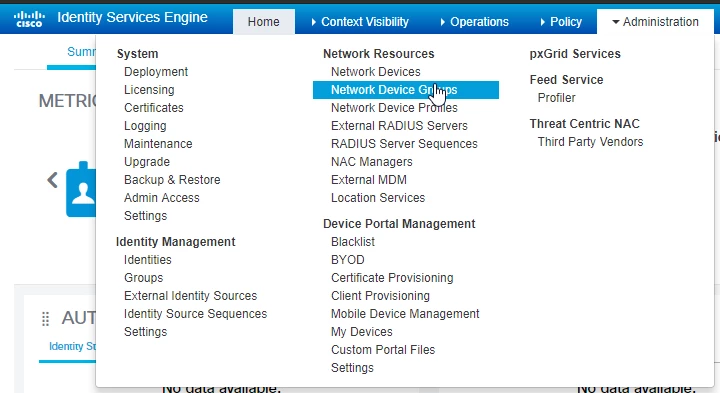 cisco Identity Services Engine Home Context Visibility Operations Policy Administration
Summ
METRIC
System
Deployment
Licensing
Certificates
Logging
Maintenance
Upgrade
Backup & Restore
Admin Access
Settings
Identity Management
Identities
Groups
External Identity Sources
Identity Source Sequences
Settings
Network Resources
Network Devices
Network Device Groups
Network Device Profiles
External RADIUS Servers
RADIUS Server Sequences
NAC Managers
External MDM
Location Services
Device Portal Management
Blacklist
BYOD
Certificate Provisioning
Client Provisioning
Mobile Device Management
My Devices
Custom Portal Files
Settings
pxGrid Services
Feed Service
Profiler
Threat Centric NAC
Third Party Vendors
AUT
Identity St
No data available.
No data available.